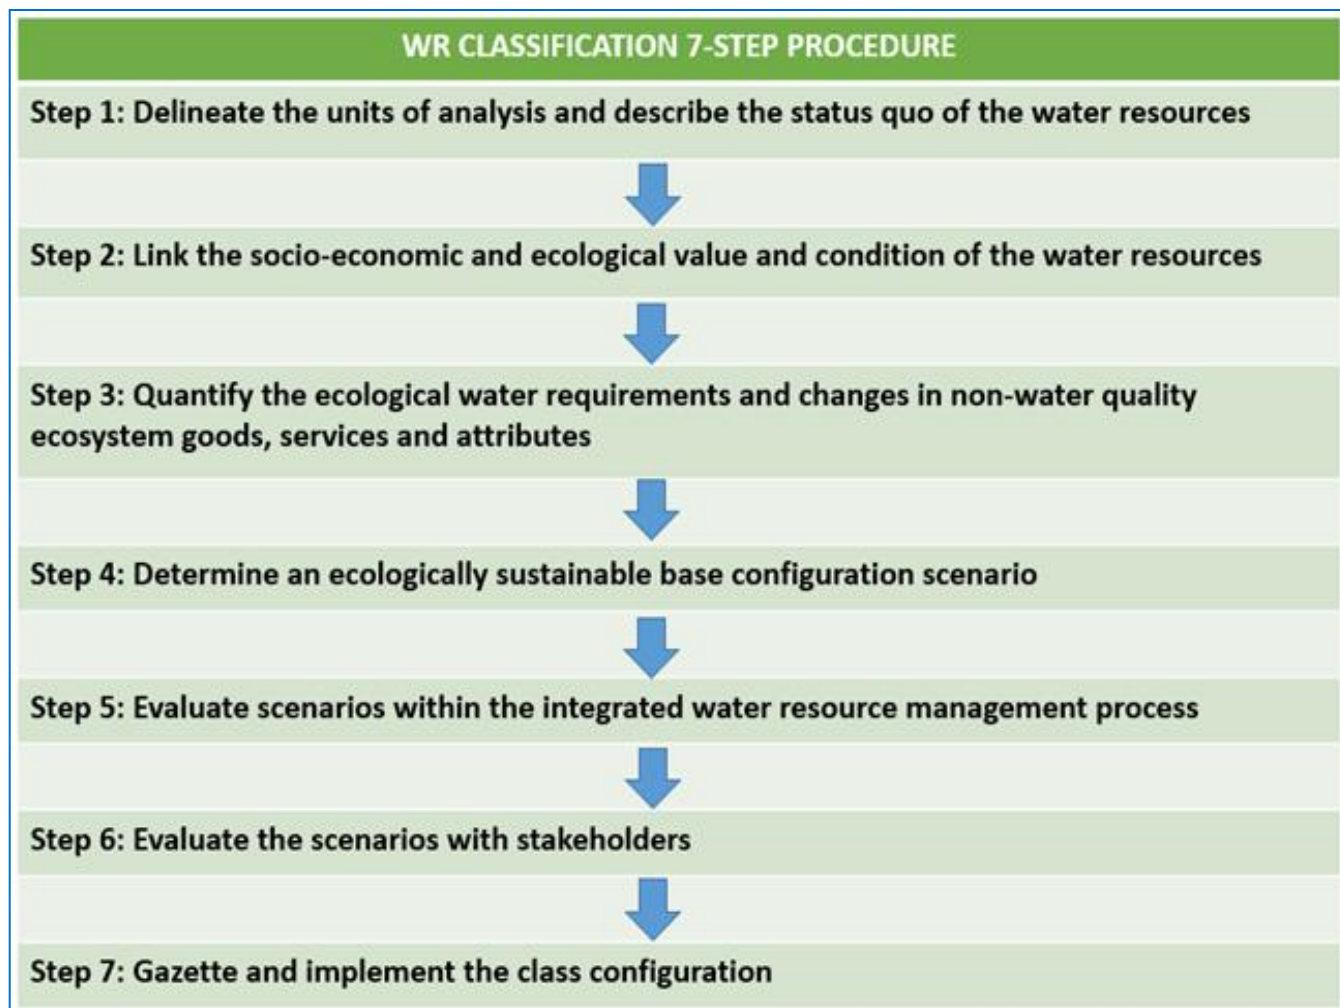 WR CLASSIFICATION 7-STEP PROCEDURE
Step 1: Delineate the units of analysis and describe the status quo of the water resources
Step 2: Link the socio-economic and ecological value and condition of the water resources
Step 3: Quantify the ecological water requirements and changes in non-water quality
ecosystem goods, services and attributes
Step 4: Determine an ecologically sustainable base configuration scenario
Step 5: Evaluate scenarios within the integrated water resource management process
Step 6: Evaluate the scenarios with stakeholders
Step 7: Gazette and implement the class configuration